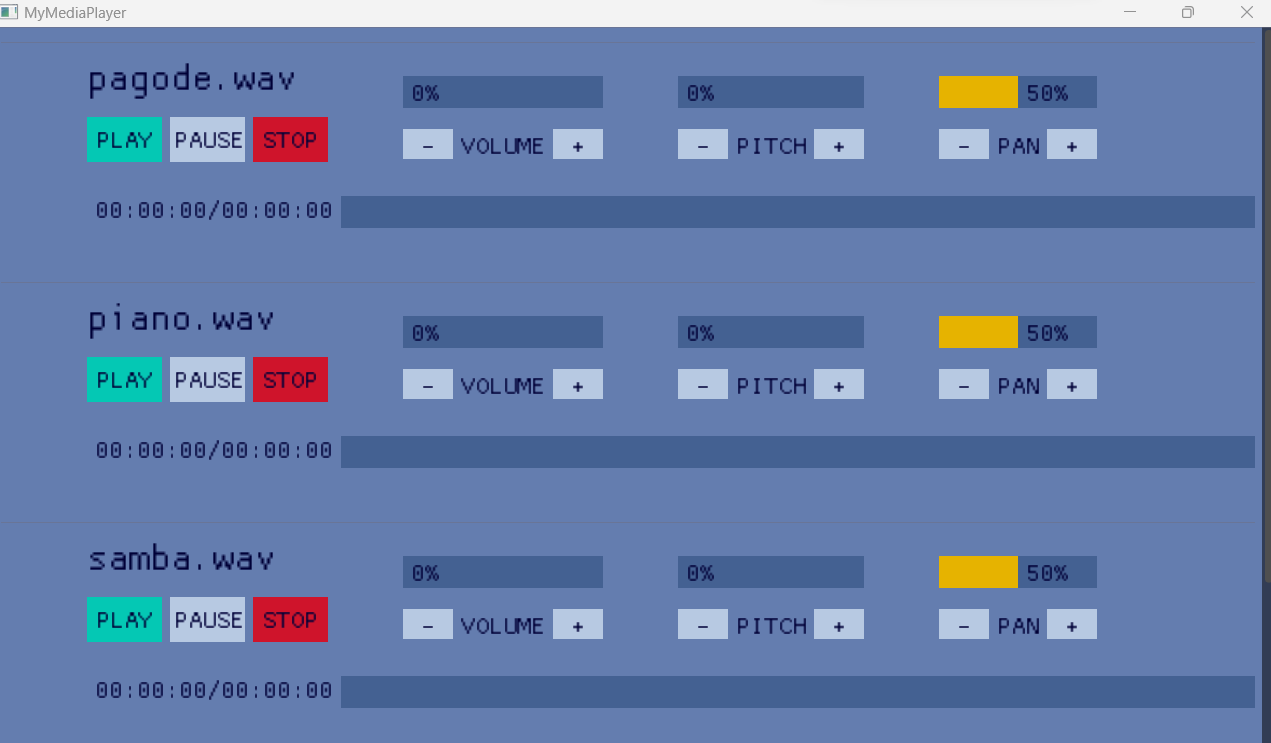 MyMediaPlayer
pagode.wav
0% 0% 50%
PLAY PAUSE STOP - VOLUME + - PITCH + - PAN +
00:00:00/00:00:00
piano.wav
0% 0% 50%
PLAY PAUSE STOP - VOLUME + - PITCH + - PAN +
00:00:00/00:00:00
samba.wav
0% 0% 50%
PLAY PAUSE STOP - VOLUME + - PITCH + - PAN +
00:00:00/00:00:00